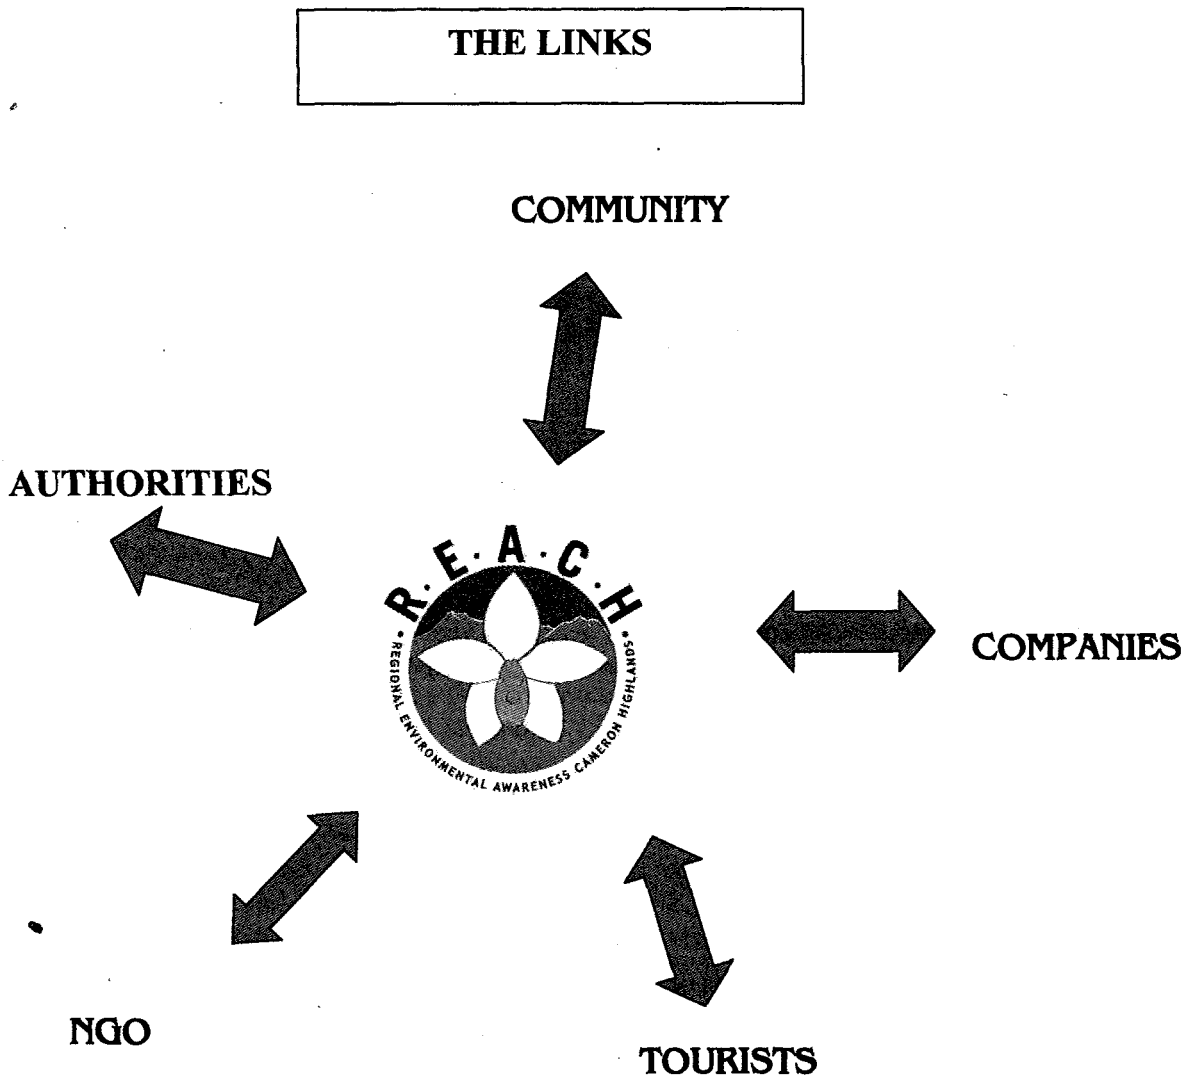 THE LINKS
COMMUNITY
AUTHORITIES
R.E.A.C.H
• REGIONAL ENVIRONMENTAL AWARENESS CAMERON HIGHLANDS •
COMPANIES
NGO
TOURISTS